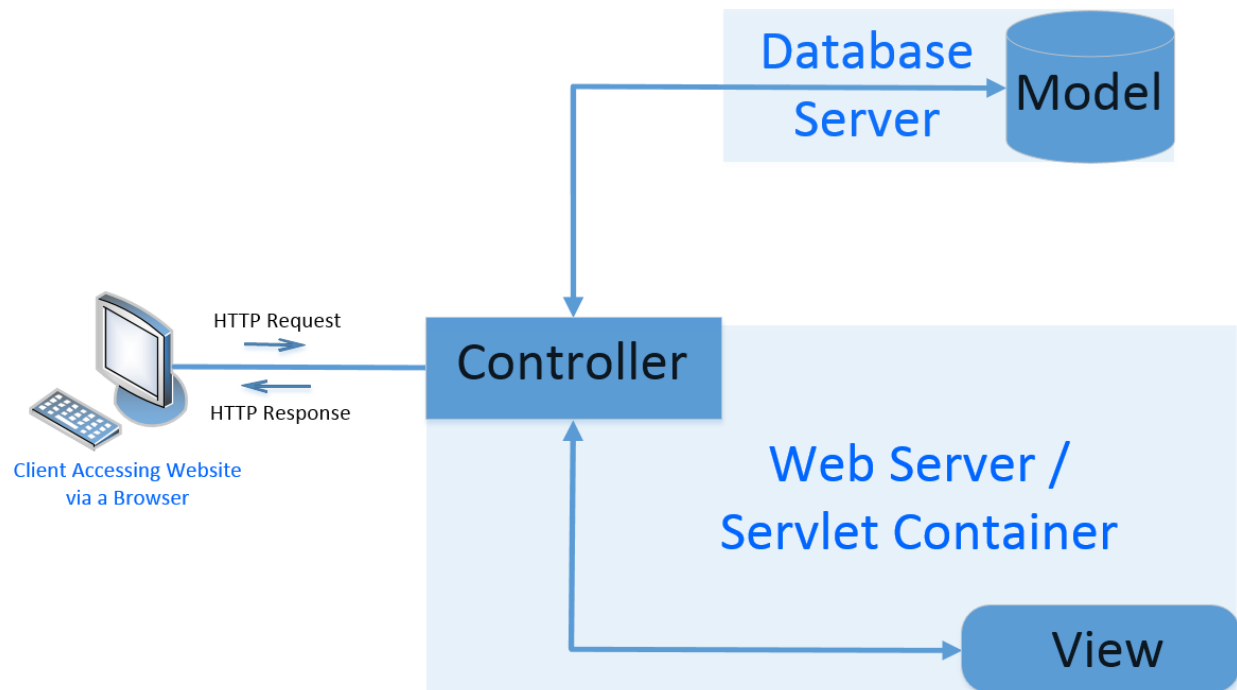 Database
Server
Model
HTTP Request
Controller
HTTP Response
Client Accessing Website
via a Browser
Web Server /
Servlet Container
View